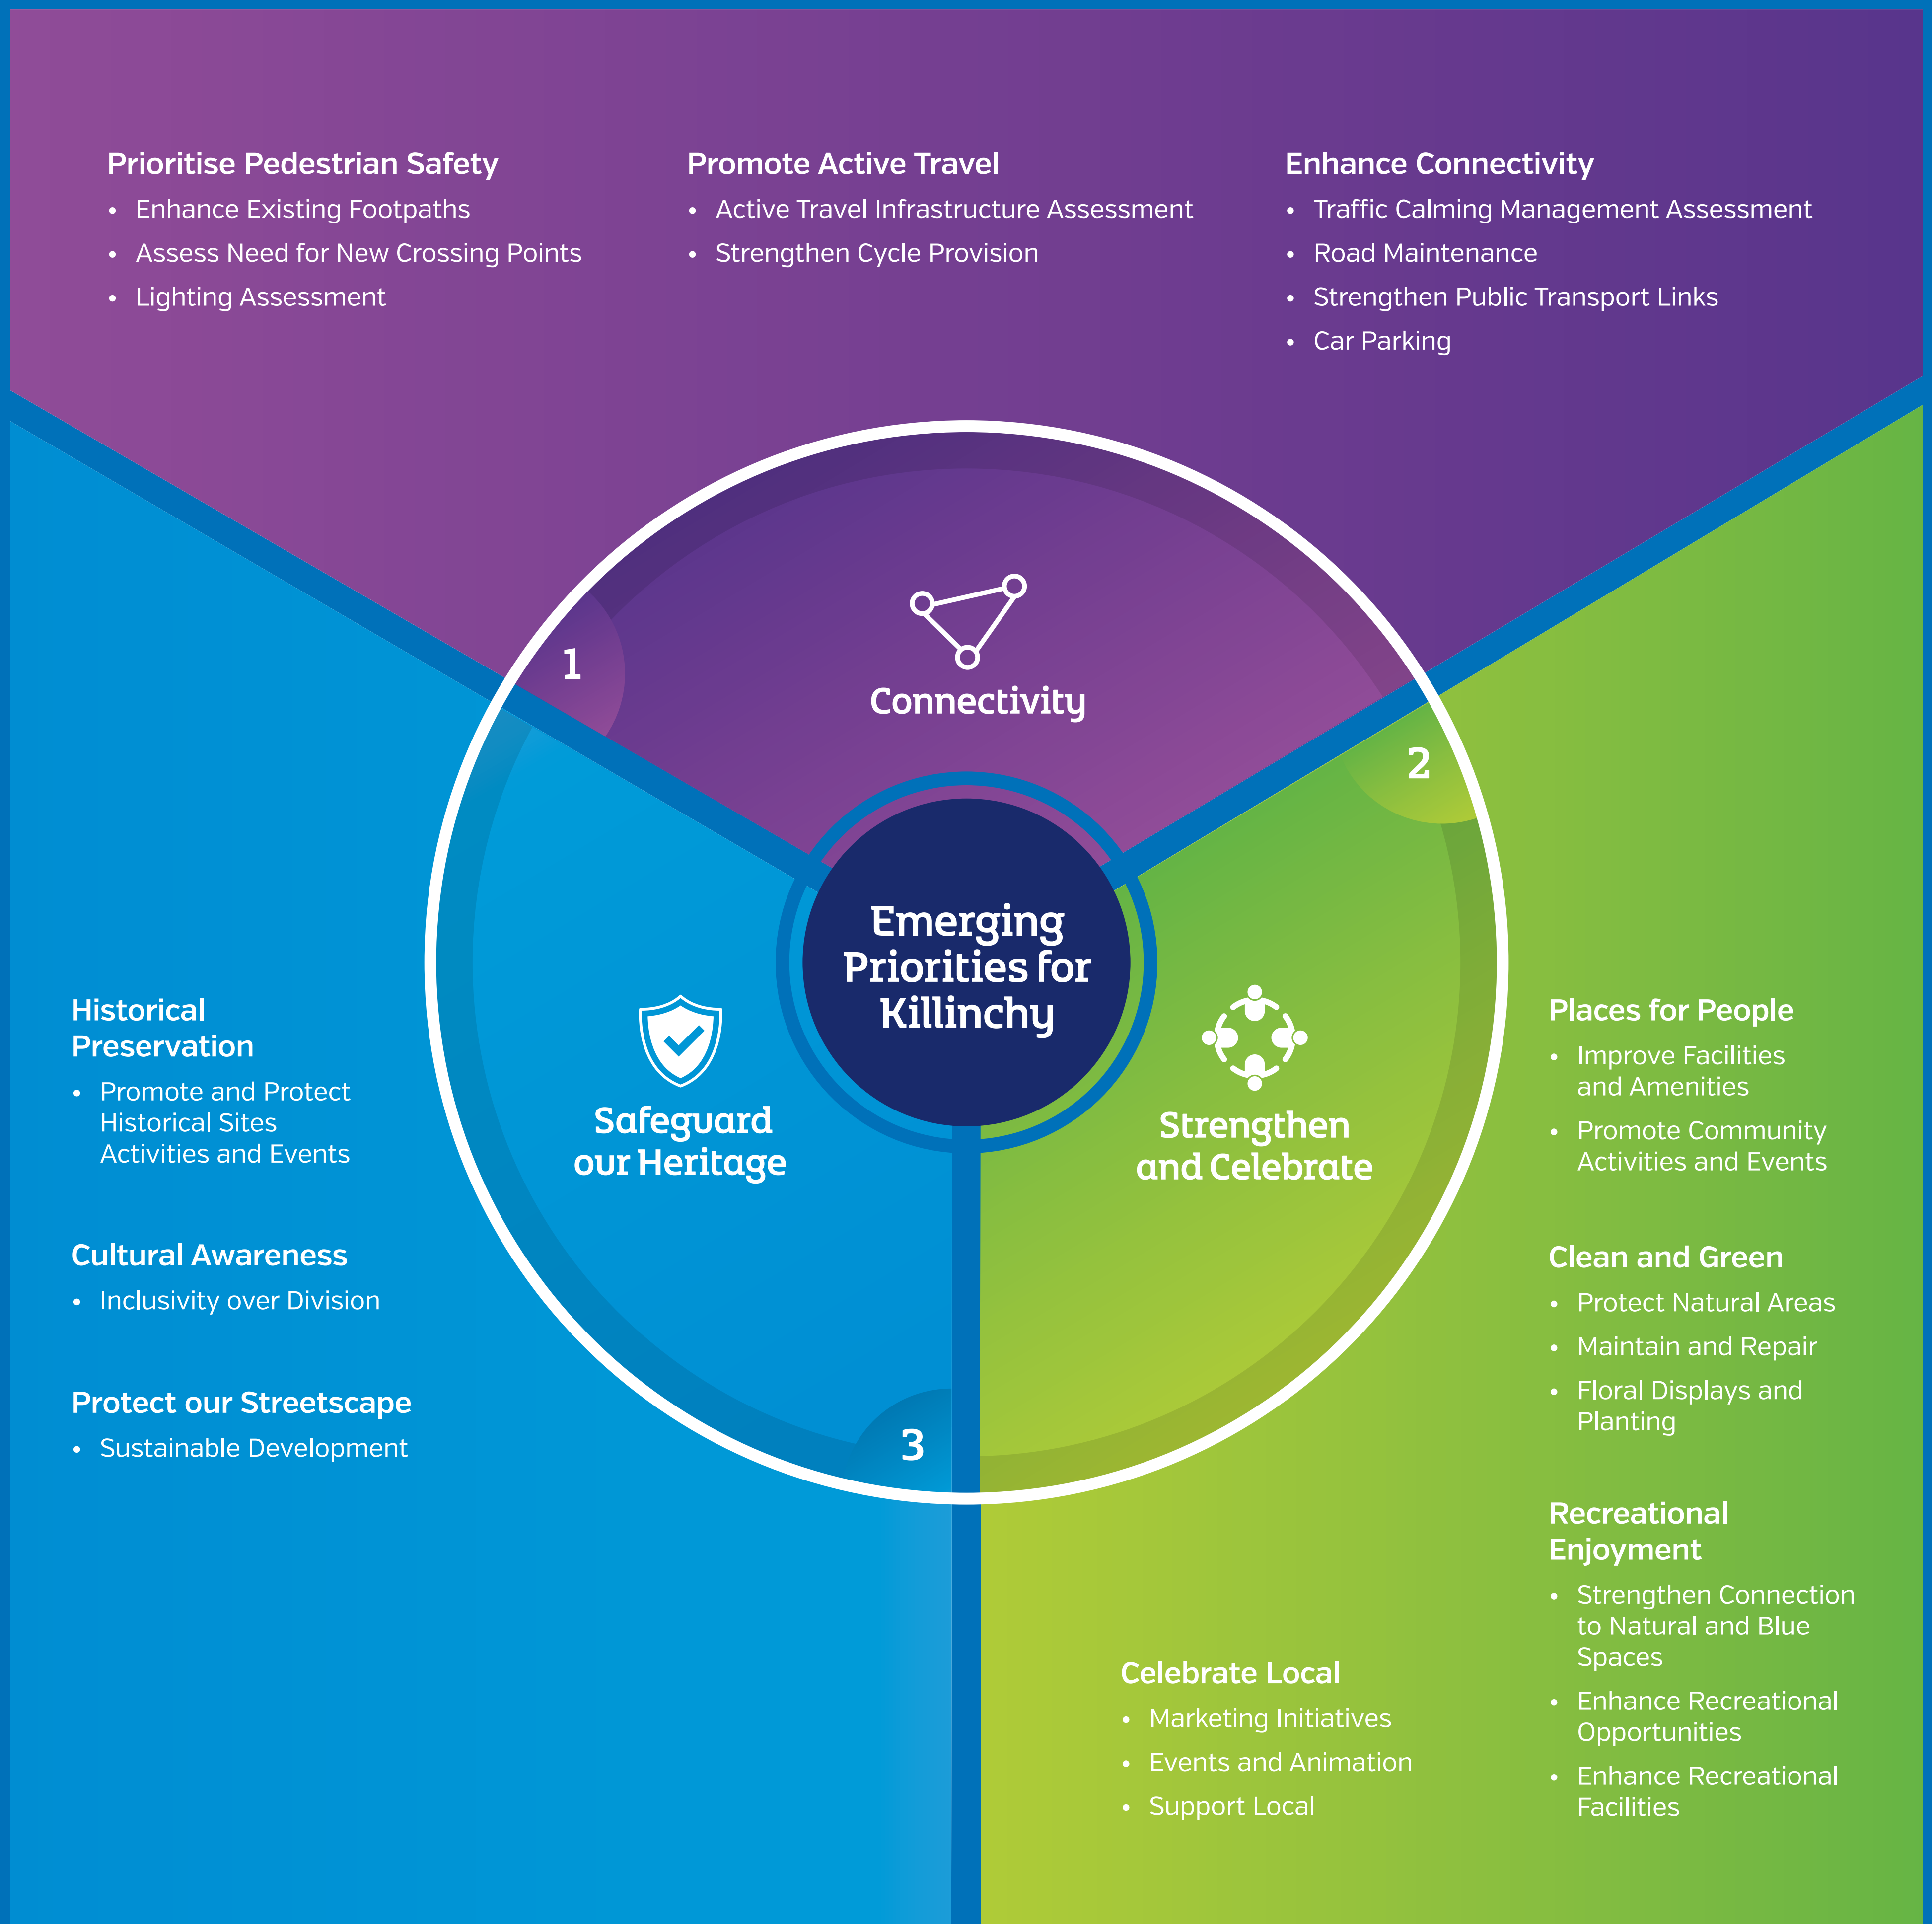 Prioritise Pedestrian Safety
• Enhance Existing Footpaths
• Assess Need for New Crossing Points
• Lighting Assessment
Promote Active Travel
• Active Travel Infrastructure Assessment
• Strengthen Cycle Provision
Enhance Connectivity
• Traffic Calming Management Assessment
• Road Maintenance
• Strengthen Public Transport Links
• Car Parking
1
Connectivity
2
Emerging
Priorities for
Killinchy
Strengthen
and Celebrate
Places for People
• Improve Facilities
and Amenities
• Promote Community
Activities and Events
Clean and Green
• Protect Natural Areas
• Maintain and Repair
• Floral Displays and
Planting
Recreational
Enjoyment
• Strengthen Connection
to Natural and Blue
Spaces
• Enhance Recreational
Opportunities
• Enhance Recreational
Facilities
Celebrate Local
• Marketing Initiatives
• Events and Animation
• Support Local
3
Safeguard
our Heritage
Historical
Preservation
• Promote and Protect
Historical Sites
Activities and Events
Cultural Awareness
• Inclusivity over Division
Protect our Streetscape
• Sustainable Development